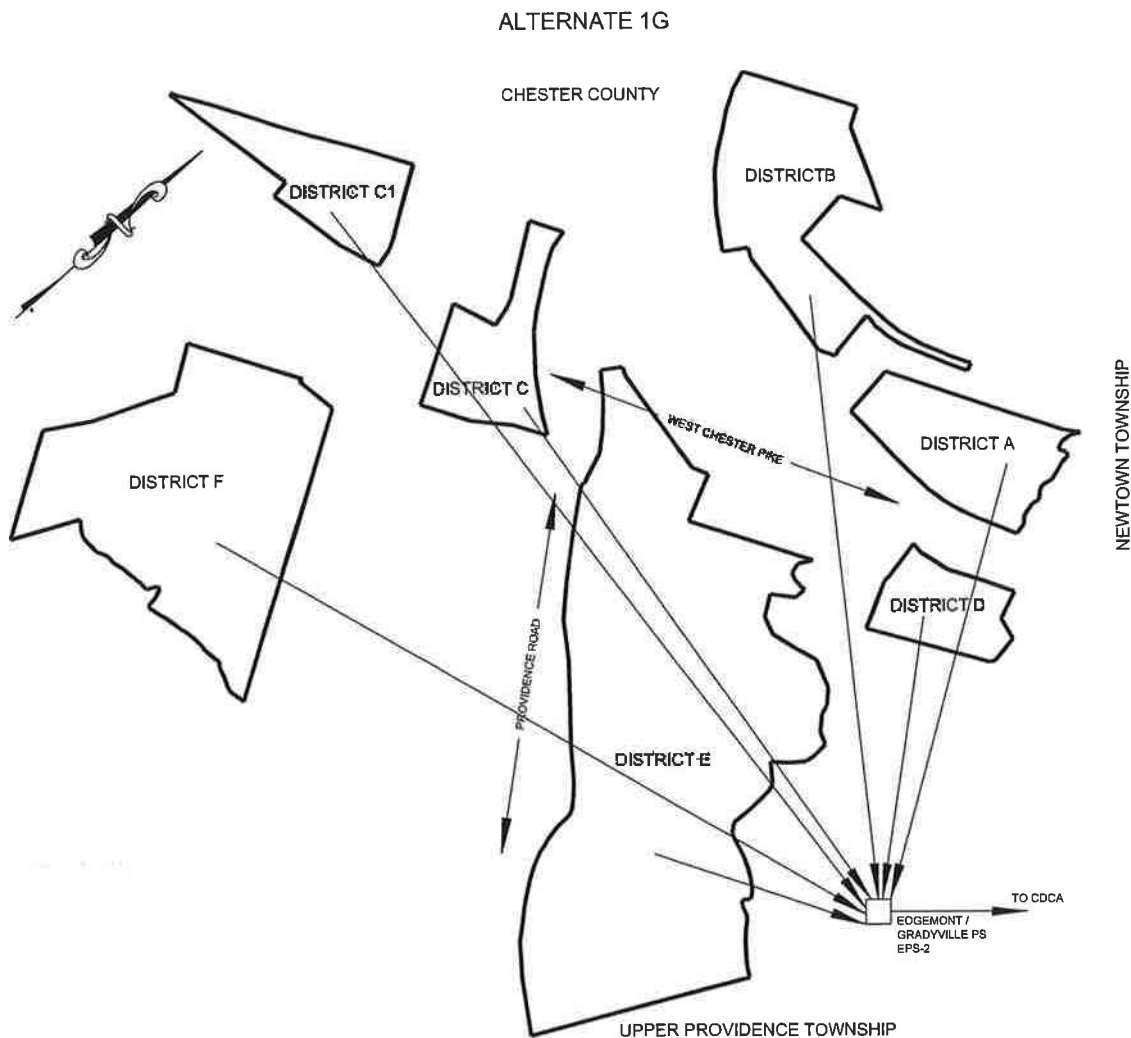 ALTERNATE 1G
CHESTER COUNTY
DISTRICT C1
DISTRICTB
DISTRICT C
WEST CHESTER PIKE
DISTRICT A
NEWTOWN TOWNSHIP
DISTRICT F
DISTRICT D
PROVIDENCE ROAD
DISTRICT E
TO CDCA
EDGEMONT /
GRADYVILLE PS
EPS-2
UPPER PROVIDENCE TOWNSHIP